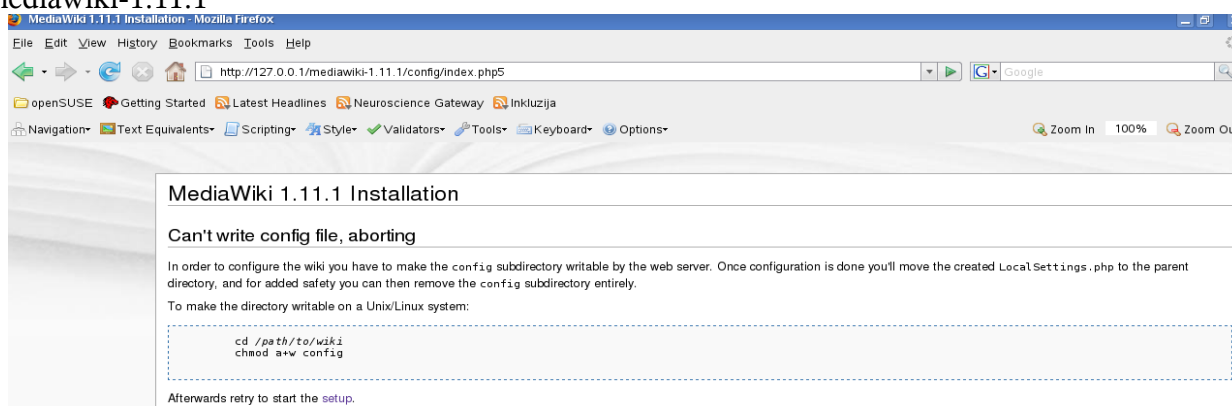 mediawiki-1.11.1
MediaWiki 1.11.1 Installation - Mozilla Firefox
File Edit View History Bookmarks Tools Help
http://127.0.0.1/mediawiki-1.11.1/config/index.php5 G Google
openSUSE Getting Started Latest Headlines Neuroscience Gateway Inkluzija
Navigation Text Equivalents Scripting Style Validators Tools Keyboard Options Zoom In 100% Zoom Ou
MediaWiki 1.11.1 Installation
Can't write config file, aborting
In order to configure the wiki you have to make the config subdirectory writable by the web server. Once configuration is done you'll move the created LocalSettings.php to the parent
directory, and for added safety you can then remove the config subdirectory entirely.
To make the directory writable on a Unix/Linux system:
cd /path/to/wiki
chmod a+w config
Afterwards retry to start the setup.